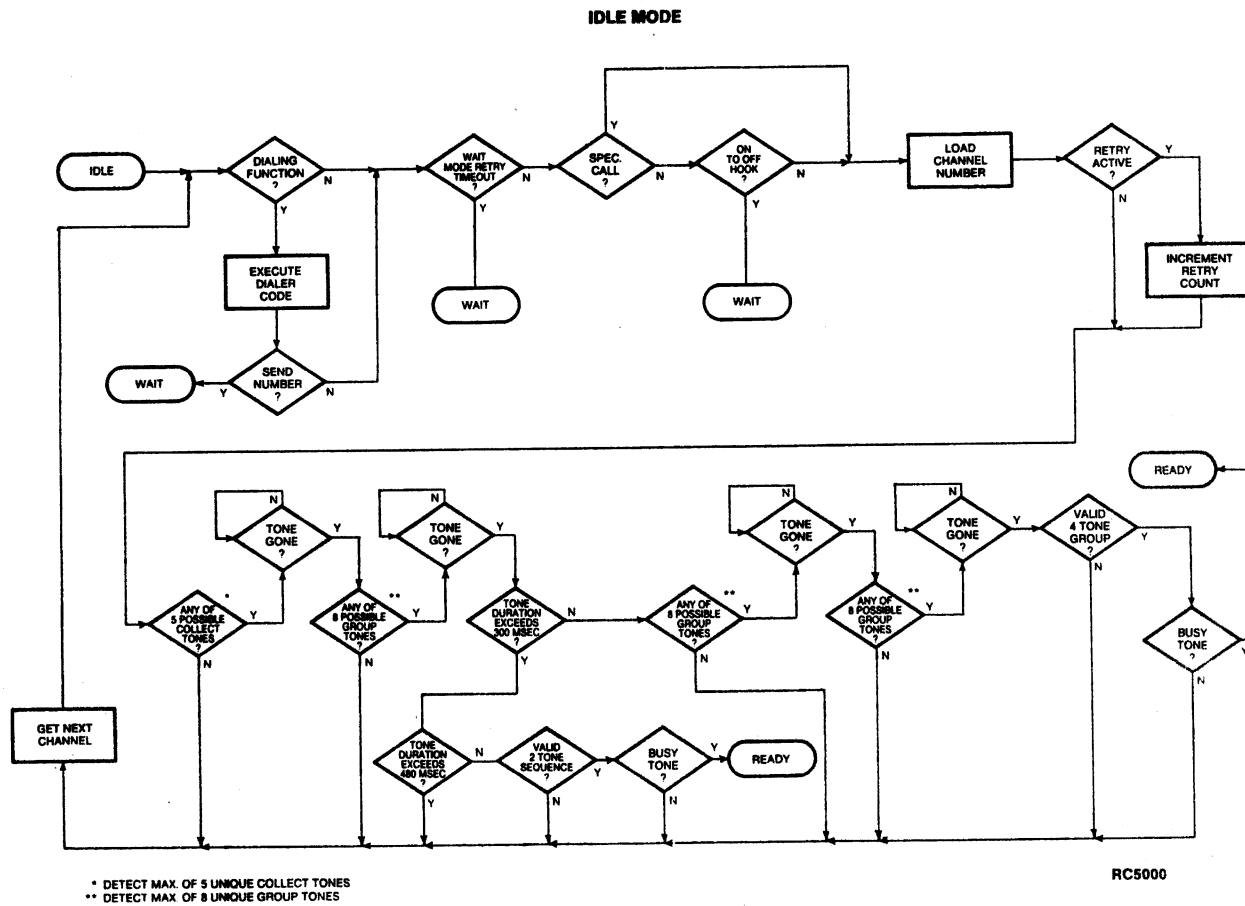 IDLE MODE
IDLE
DIALING
FUNCTION
?
N
Y
WAIT
MODE RETRY
TIMEOUT
?
N
Y
SPEC.
CALL
?
Y
N
ON
TO OFF
HOOK
?
N
Y
LOAD
CHANNEL
NUMBER
RETRY
ACTIVE
?
Y
N
EXECUTE
DIALER
CODE
WAIT
WAIT
INCREMENT
RETRY
COUNT
WAIT
Y
SEND
NUMBER
?
N
READY
N
TONE
GONE
?
Y
N
TONE
GONE
?
Y
N
TONE
GONE
?
Y
N
TONE
GONE
?
Y
VALID
4 TONE
GROUP
?
Y
N
*
ANY OF
5 POSSIBLE
COLLECT
TONES
?
Y
N
**
ANY OF
8 POSSIBLE
GROUP
TONES?
Y
N
TONE
DURATION
EXCEEDS
300 MSEC
?
N
Y
**
ANY OF
8 POSSIBLE
GROUP
TONES?
Y
N
**
ANY OF
8 POSSIBLE
GROUP
TONES?
Y
N
BUSY
TONE
?
Y
N
GET NEXT
CHANNEL
TONE
DURATION
EXCEEDS
480 MSEC
?
N
Y
VALID
2 TONE
SEQUENCE
?
Y
N
BUSY
TONE
?
Y
N
READY
* DETECT MAX. OF 5 UNIQUE COLLECT TONES
** DETECT MAX. OF 8 UNIQUE GROUP TONES
RC5000